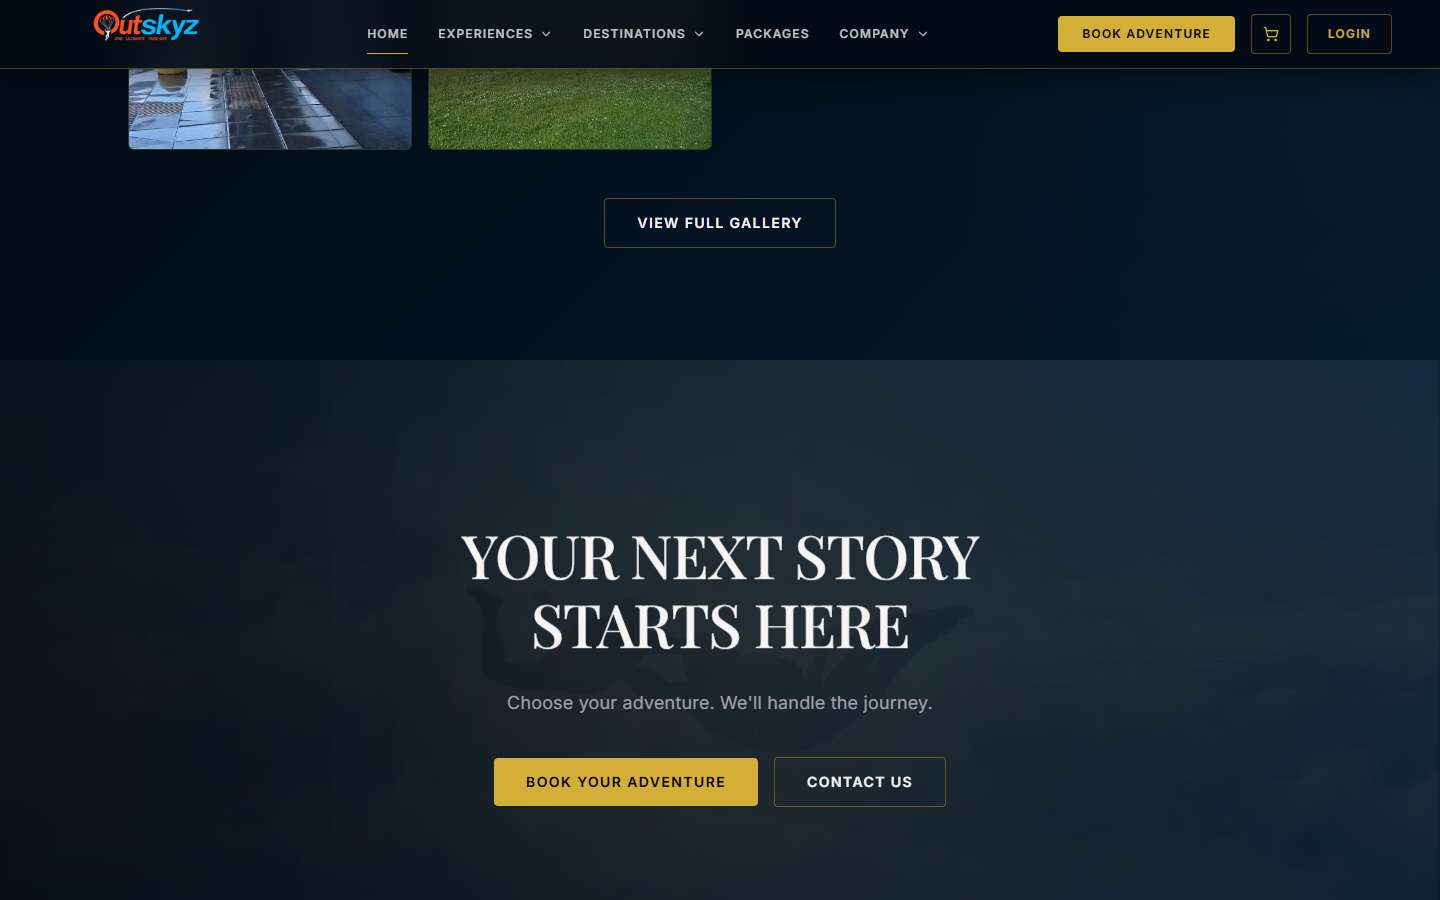 Outskyz
HOME
EXPERIENCES
DESTINATIONS
PACKAGES
COMPANY
BOOK ADVENTURE
LOGIN
VIEW FULL GALLERY
YOUR NEXT STORY
STARTS HERE
Choose your adventure. We'll handle the journey.
BOOK YOUR ADVENTURE
CONTACT US